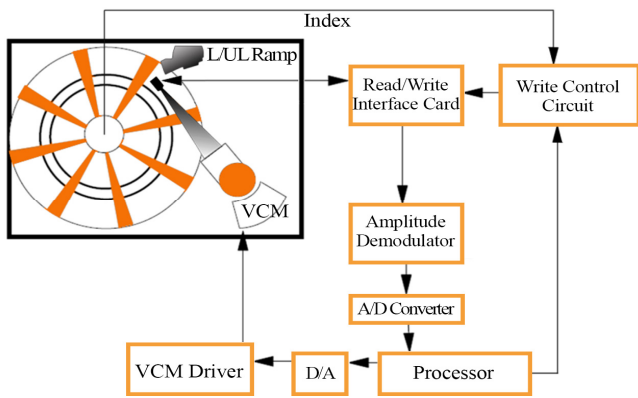 Index
L/UL Ramp
Read/Write
Interface Card
Write Control
Circuit
VCM
Amplitude
Demodulator
A/D Converter
VCM Driver
D/A
Processor